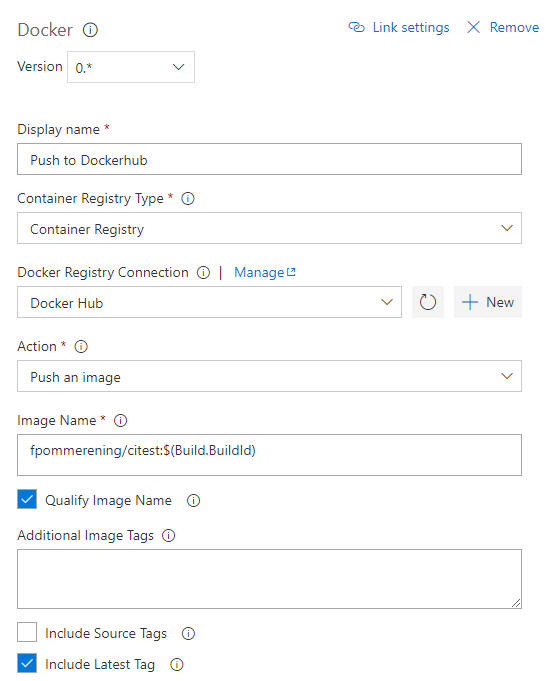 Docker
Link settings
Remove
Version
0.*
Display name *
Push to Dockerhub
Container Registry Type *
Container Registry
Docker Registry Connection | Manage
Docker Hub
New
Action *
Push an image
Image Name *
fpommerening/citest:$(Build.BuildId)
Qualify Image Name
Additional Image Tags
Include Source Tags
Include Latest Tag